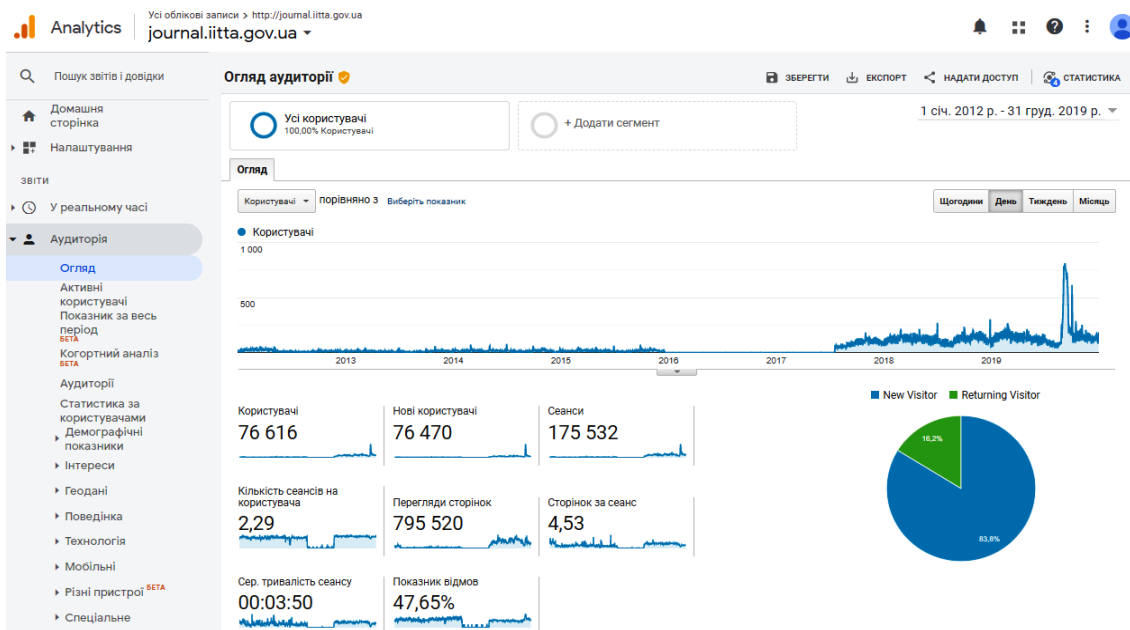 Analytics
Усі облікові записи > http://journal.iitta.gov.ua
journal.iitta.gov.ua
Пошук звітів і довідки
Домашня
сторінка
Налаштування
ЗВІТИ
У реальному часі
Аудиторія
Огляд
Активні
користувачі
Показник за весь
період
БЕТА
Когортний аналіз
БЕТА
Аудиторії
Статистика за
користувачами
Демографічні
показники
Інтереси
Геодані
Поведінка
Технологія
Мобільні
Різні пристрої БЕТА
Спеціальне
Огляд аудиторії
ЗБЕРЕГТИ
ЕКСПОРТ
НАДАТИ ДОСТУП
4
СТАТИСТИКА
Усі користувачі
100,00% Користувачі
+ Додати сегмент
1 січ. 2012 р. - 31 груд. 2019 р.
Огляд
Користувачі
порівняно з
Виберіть показник
Щогодини День Тиждень Місяць
Користувачі
1 000
500
2013 2014 2015 2016 2017 2018 2019
New Visitor Returning Visitor
Користувачі
76 616
Нові користувачі
76 470
Сеанси
175 532
Кількість сеансів на
користувача
2,29
Перегляди сторінок
795 520
Сторінок за сеанс
4,53
Сер. тривалість сеансу
00:03:50
Показник відмов
47,65%
16,2%
83,8%